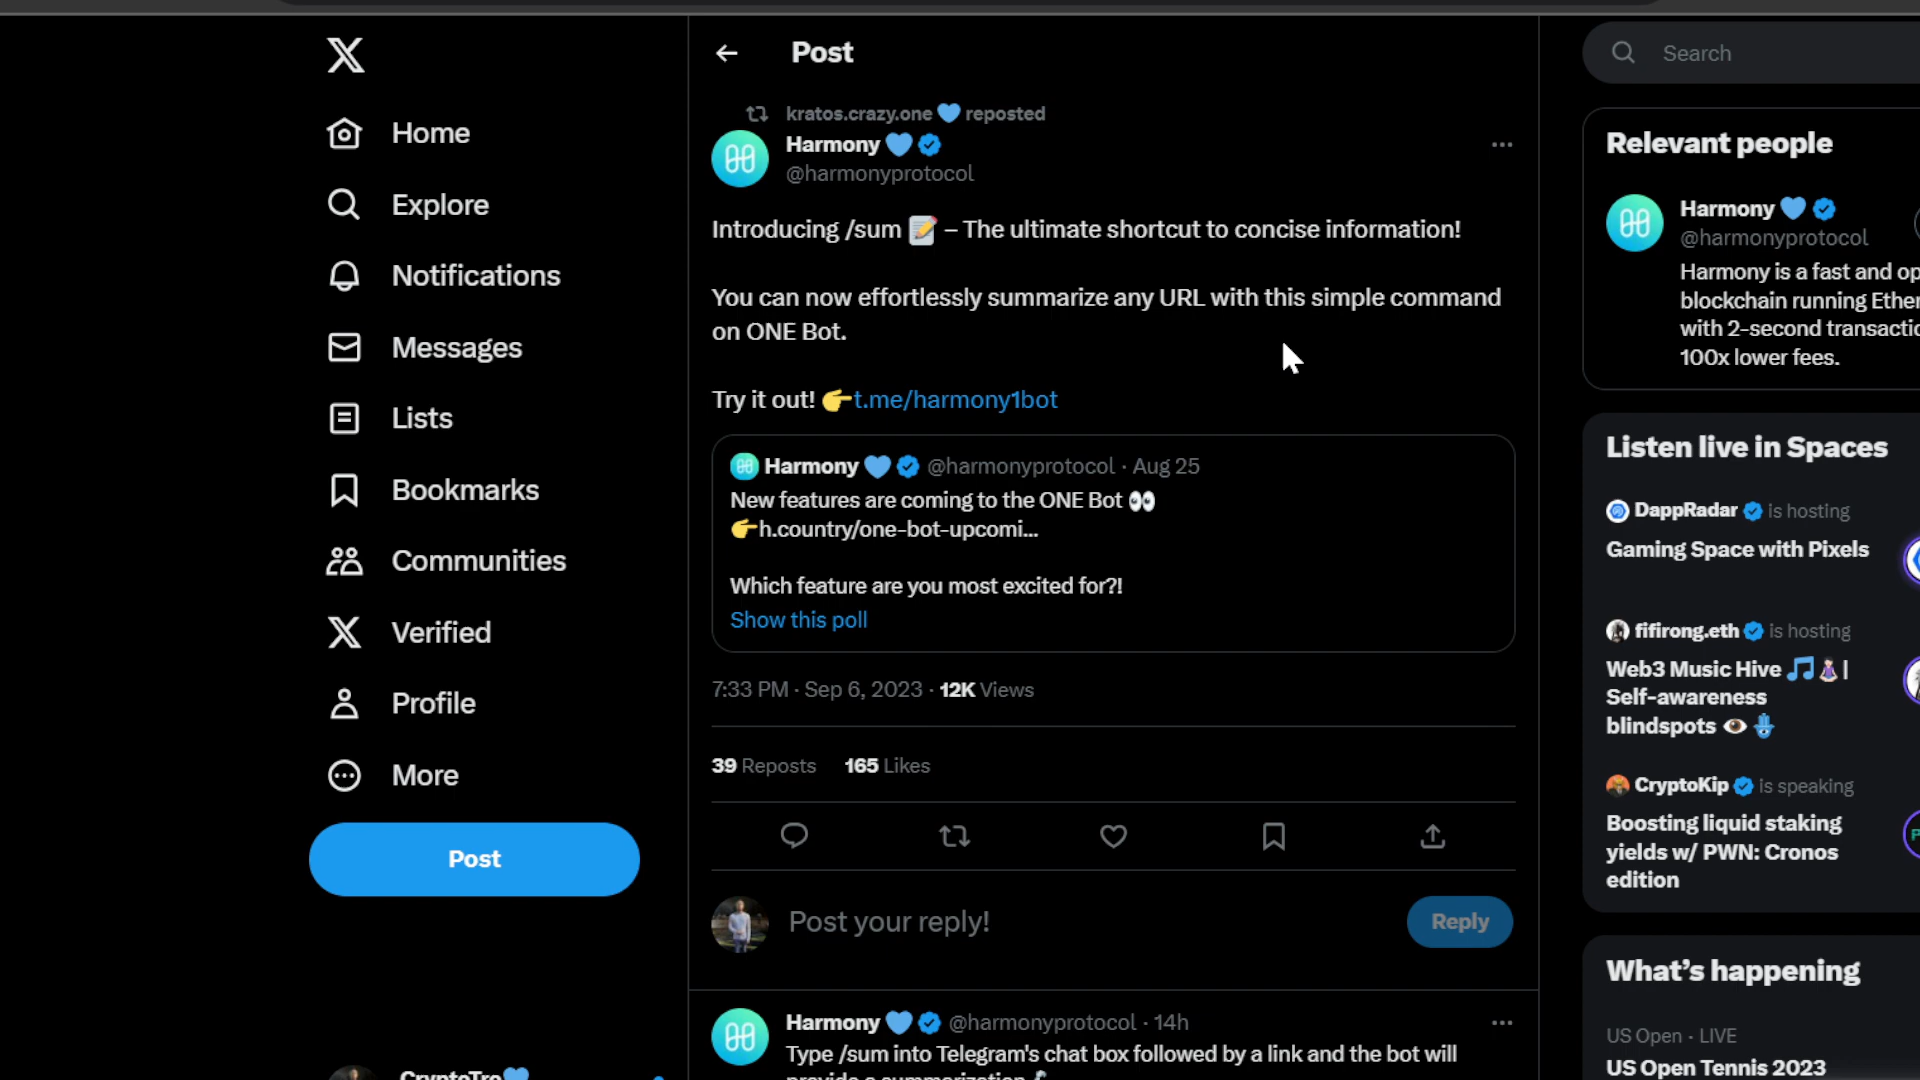 Home
Explore
Notifications
Messages
Lists
Bookmarks
Communities
Verified
Profile
More
Post
Post
kratos.crazy.one💙 reposted
Harmony💙
@harmonyprotocol
Introducing /sum 📝 – The ultimate shortcut to concise information!
You can now effortlessly summarize any URL with this simple command
on ONE Bot.
Try it out! 👉t.me/harmony1bot
Harmony💙 @harmonyprotocol · Aug 25
New features are coming to the ONE Bot 👀
👉h.country/one-bot-upcomi...
Which feature are you most excited for?!
Show this poll
7:33 PM · Sep 6, 2023 · 12K Views
39 Reposts 165 Likes
Post your reply!
Reply
Harmony💙 @harmonyprotocol · 14h
Type /sum into Telegram's chat box followed by a link and the bot will
Search
Relevant people
Harmony💙
@harmonyprotocol
Harmony is a fast and op
blockchain running Ether
with 2-second transactic
100x lower fees.
Listen live in Spaces
DappRadar is hosting
Gaming Space with Pixels
fifirong.eth is hosting
Web3 Music Hive 🎵🧘🏻‍♀️|
Self-awareness
blindspots 👁️🪬
CryptoKip is speaking
Boosting liquid staking
yields w/ PWN: Cronos
edition
What's happening
US Open · LIVE
US Open Tennis 2023